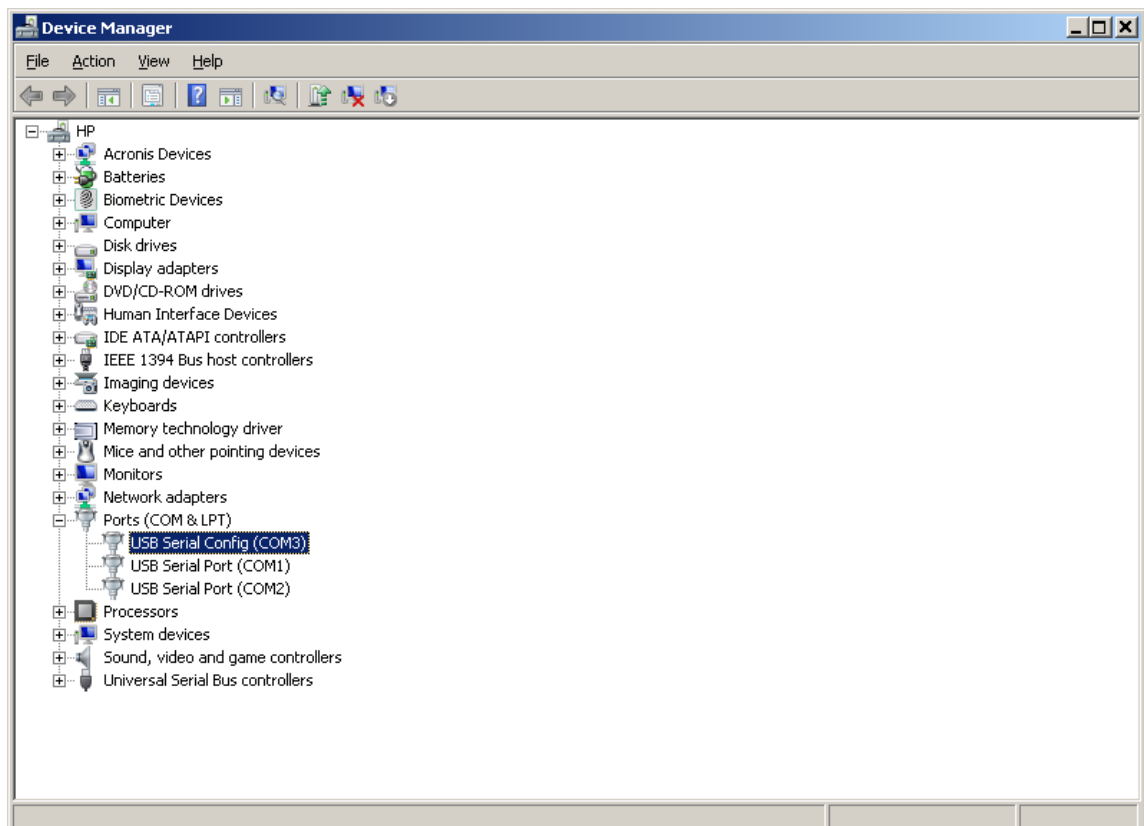 Device Manager
File Action View Help
HP
Acronis Devices
Batteries
Biometric Devices
Computer
Disk drives
Display adapters
DVD/CD-ROM drives
Human Interface Devices
IDE ATA/ATAPI controllers
IEEE 1394 Bus host controllers
Imaging devices
Keyboards
Memory technology driver
Mice and other pointing devices
Monitors
Network adapters
Ports (COM & LPT)
USB Serial Config (COM3)
USB Serial Port (COM1)
USB Serial Port (COM2)
Processors
System devices
Sound, video and game controllers
Universal Serial Bus controllers